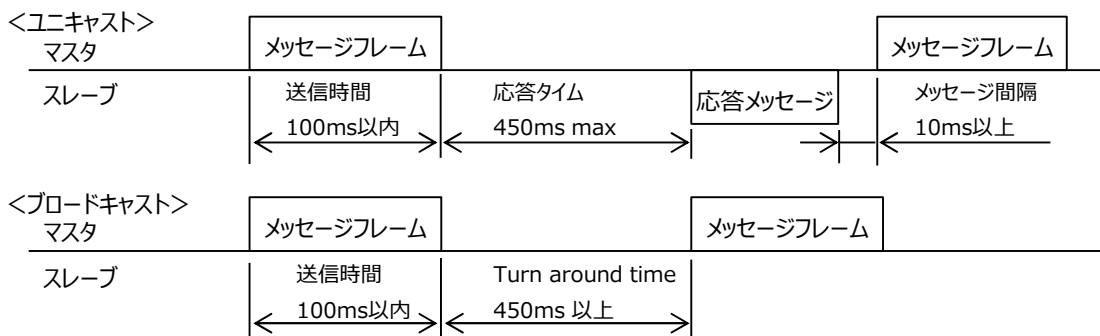 ＜ユニキャスト＞
マスタ
メッセージフレーム
メッセージフレーム
スレーブ
送信時間
100ms以内
応答タイム
450ms max
応答メッセージ
メッセージ間隔
10ms以上
＜ブロードキャスト＞
マスタ
メッセージフレーム
メッセージフレーム
スレーブ
送信時間
100ms以内
Turn around time
450ms 以上